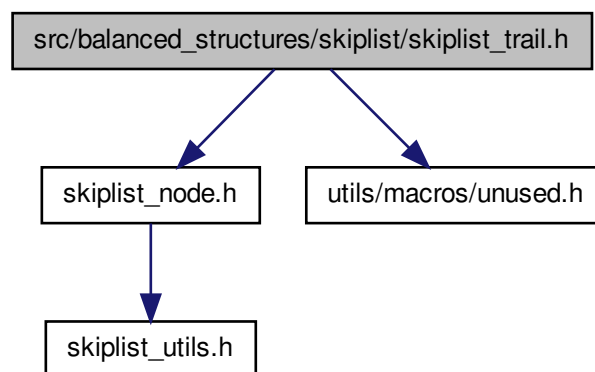 src/balanced_structures/skiplist/skiplist_trail.h
skiplist_node.h
utils/macros/unused.h
skiplist_utils.h